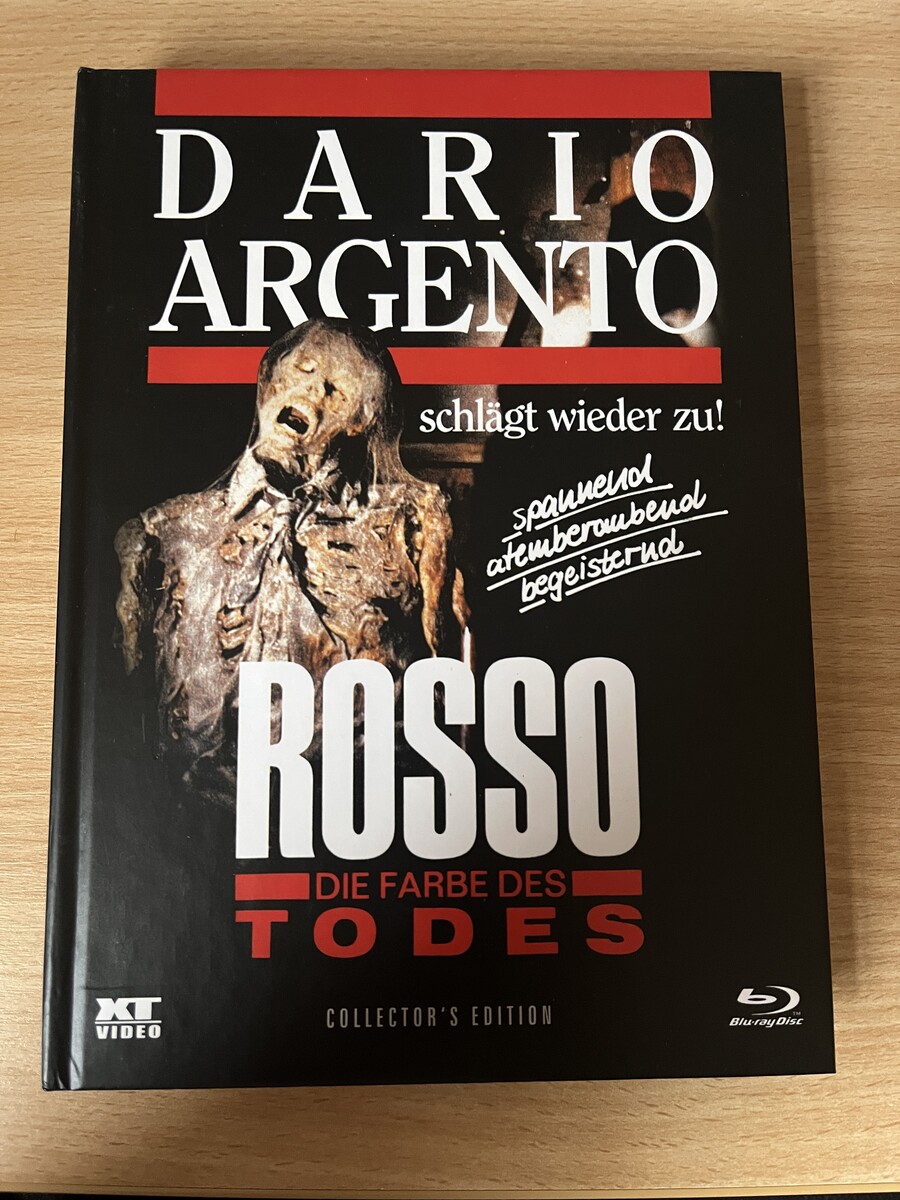 DARIO
ARGENTO
schlägt wieder zu!
spannend
atemberaubend
begeisternd
ROSSO
DIE FARBE DES
TODES
XT
VIDEO
COLLECTOR'S EDITION
Blu-ray Disc
TM